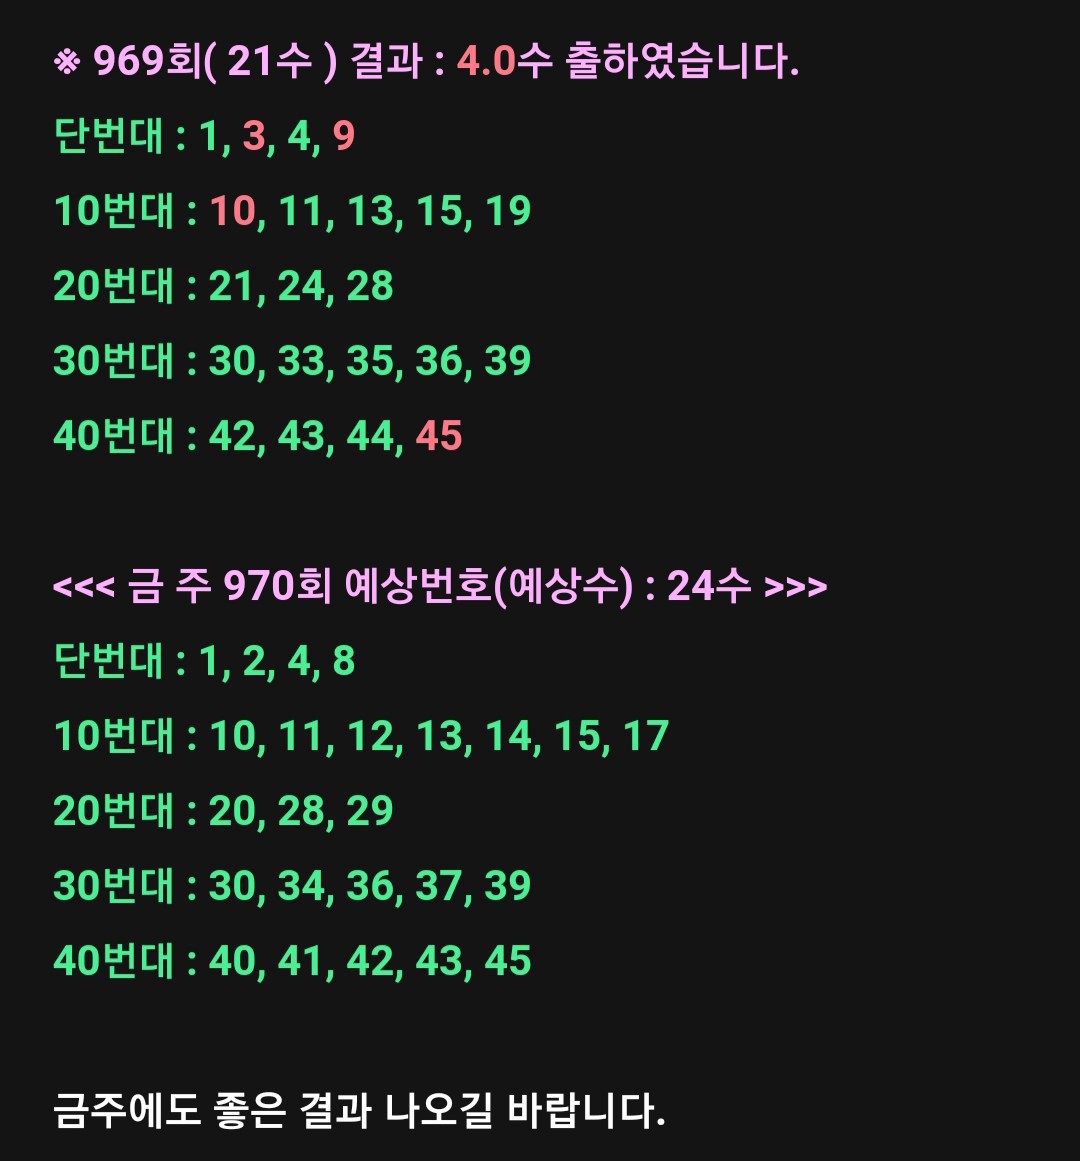 ※ 969회( 21수 ) 결과 : 4.0수 출하였습니다.
단번대 : 1, 3, 4, 9
10번대 : 10, 11, 13, 15, 19
20번대 : 21, 24, 28
30번대 : 30, 33, 35, 36, 39
40번대 : 42, 43, 44, 45
<<< 금 주 970회 예상번호(예상수) : 24수 >>>
단번대 : 1, 2, 4, 8
10번대 : 10, 11, 12, 13, 14, 15, 17
20번대 : 20, 28, 29
30번대 : 30, 34, 36, 37, 39
40번대 : 40, 41, 42, 43, 45
금주에도 좋은 결과 나오길 바랍니다.